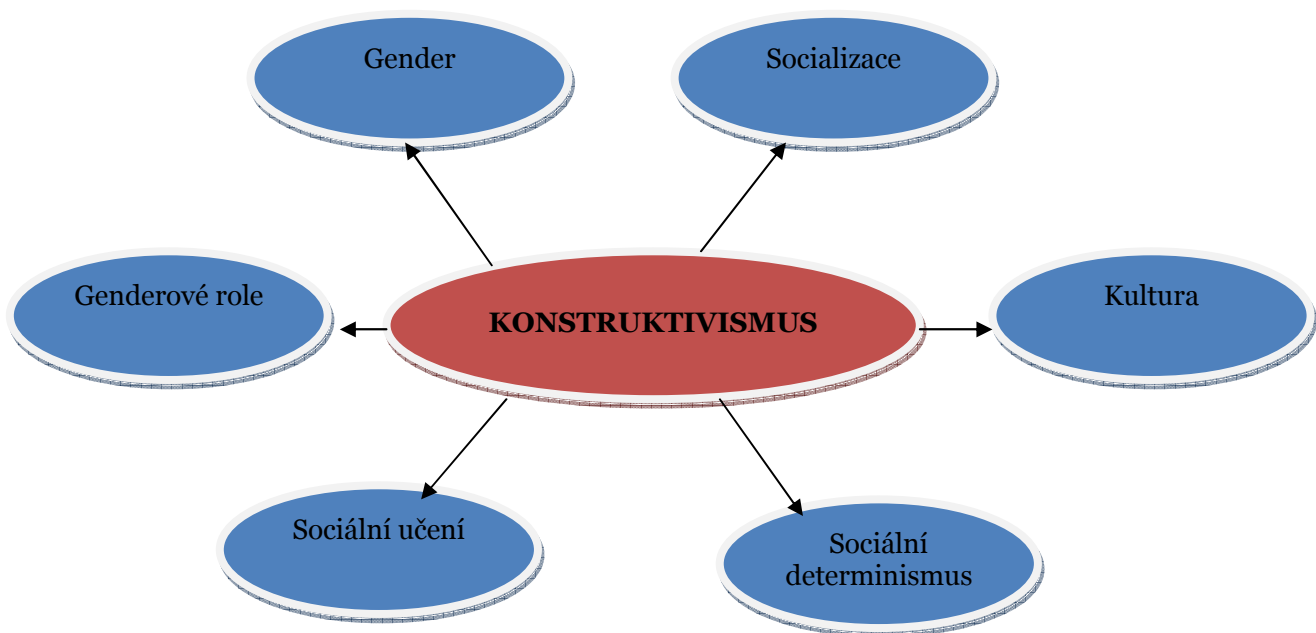 Gender
Socializace
Genderové role
KONSTRUKTIVISMUS
Kultura
Sociální učení
Sociální
determinismus